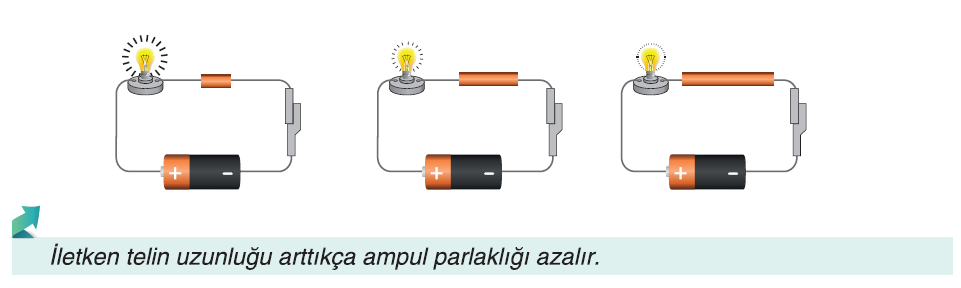 + -
+ -
+ -
İletken telin uzunluğu arttıkça ampul parlaklığı azalır.